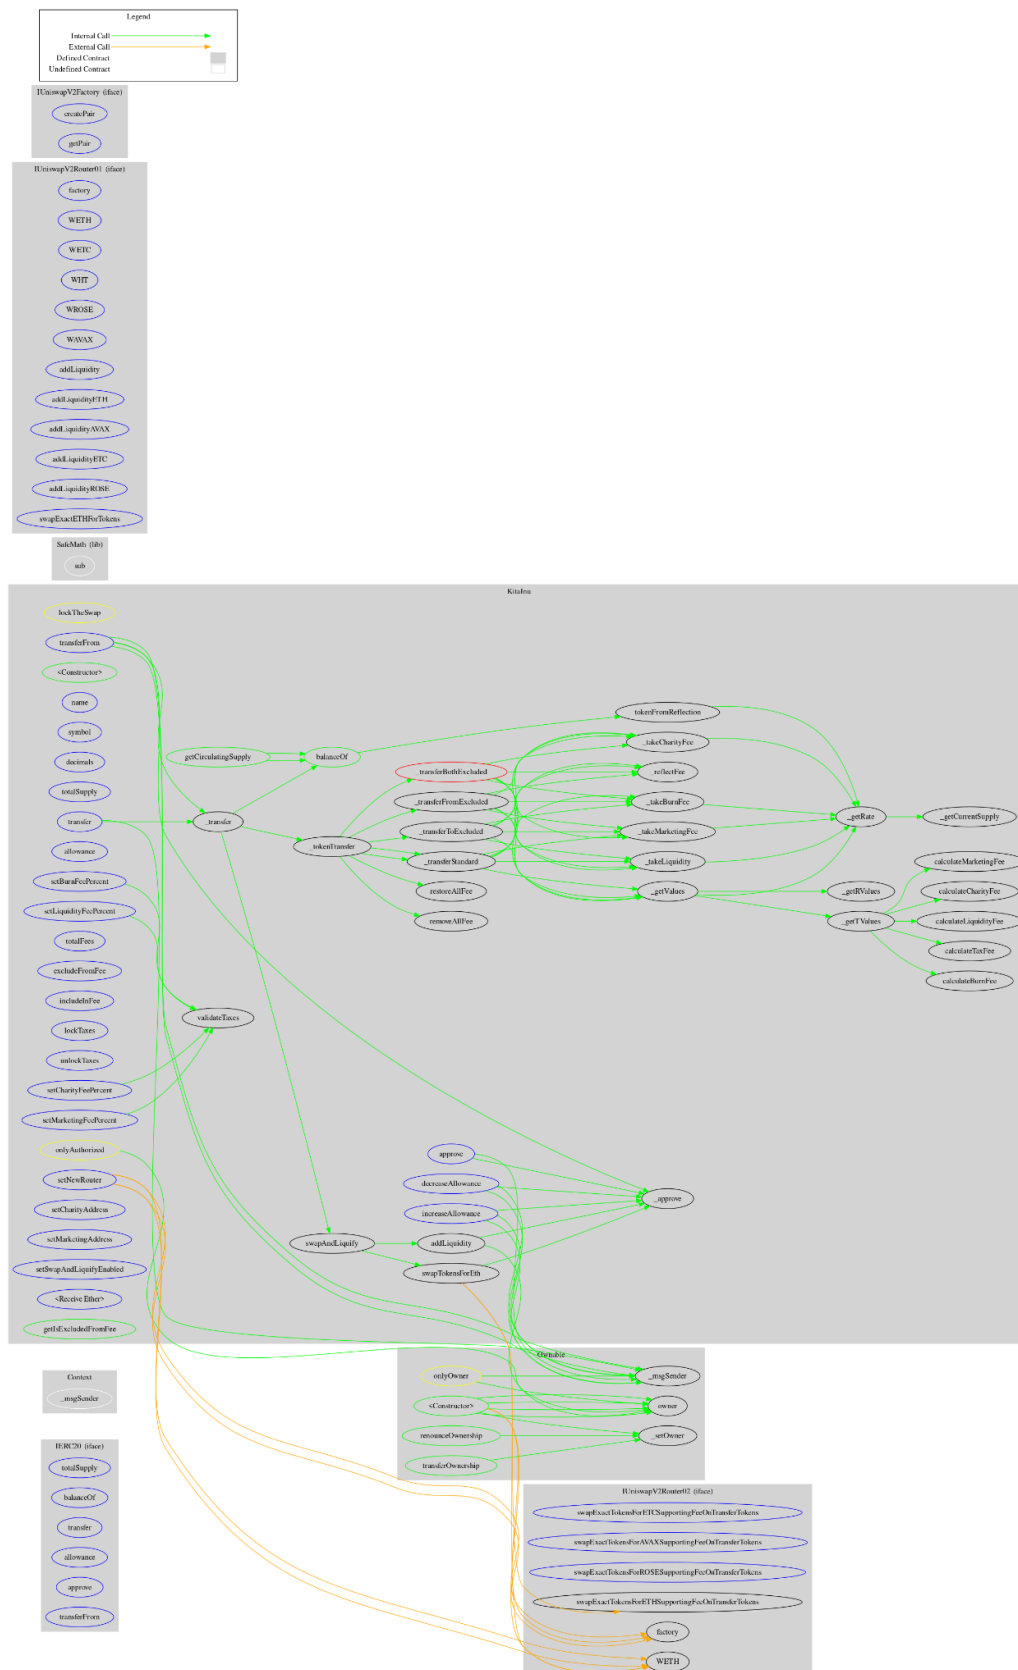 Legend
Internal Call
External Call
Defined Contract
Undefined Contract
IUniswapV2Factory (iface)
createPair
getPair
IUniswapV2Router01 (iface)
factory
WETH
WETC
WHT
WROSE
WAVAX
addLiquidity
addLiquidityETH
addLiquidityAVAX
addLiquidityETC
addLiquidityROSE
swapExactETHForTokens
SafeMath (lib)
sub
KitaInu
lockTheSwap
transferFrom
<Constructor>
name
symbol
decimals
totalSupply
transfer
allowance
setBurnFeePercent
setLiquidityFeePercent
totalFees
excludeFromFee
includeInFee
lockTaxes
unlockTaxes
setCharityFeePercent
setMarketingFeePercent
onlyAuthorized
setNewRouter
setCharityAddress
setMarketingAddress
setSwapAndLiquifyEnabled
<Receive Ether>
getIsExcludedFromFee
getCirculatingSupply
_transfer
validateTaxes
balanceOf
_tokenTransfer
swapAndLiquify
_transferBothExcluded
_transferFromExcluded
_transferToExcluded
_transferStandard
restoreAllFee
removeAllFee
approve
decreaseAllowance
increaseAllowance
addLiquidity
swapTokensForEth
tokenFromReflection
_takeCharityFee
_reflectFee
_takeBurnFee
_takeMarketingFee
_takeLiquidity
_getValues
_approve
_getRate
_getRValues
_getTValues
_getCurrentSupply
calculateMarketingFee
calculateCharityFee
calculateLiquidityFee
calculateTaxFee
calculateBurnFee
Ownable
onlyOwner
<Constructor>
renounceOwnership
transferOwnership
_msgSender
owner
_setOwner
Context
_msgSender
IERC20 (iface)
totalSupply
balanceOf
transfer
allowance
approve
transferFrom
IUniswapV2Router02 (iface)
swapExactTokensForETCSupportingFeeOnTransferTokens
swapExactTokensForAVAXSupportingFeeOnTransferTokens
swapExactTokensForROSESupportingFeeOnTransferTokens
swapExactTokensForETHSupportingFeeOnTransferTokens
factory
WETH